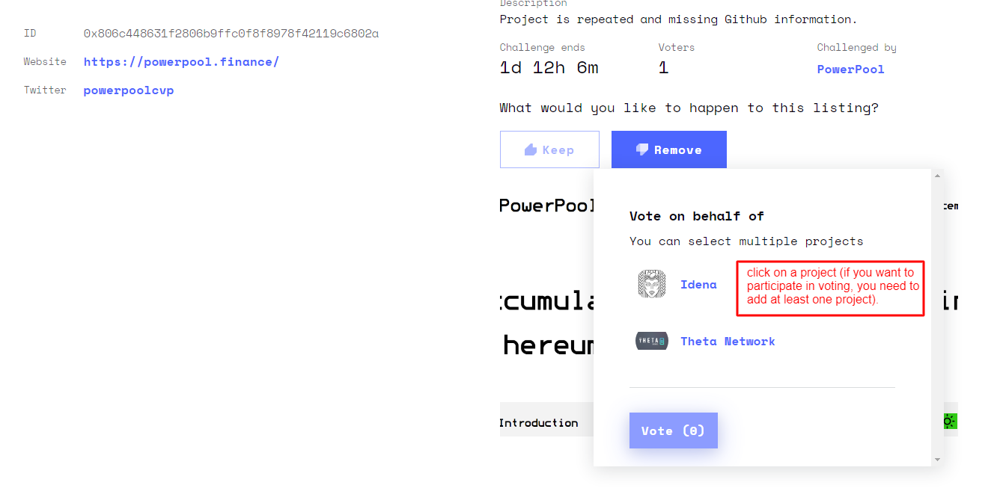 ID 0x806c448631f2806b9ffc0f8f8978f42119c6802a
Website https://powerpool.finance/
Twitter powerpoolcvp
Description
Project is repeated and missing Github information.
Challenge ends Voters Challenged by
1d 12h 6m 1 PowerPool
What would you like to happen to this listing?
Keep Remove
PowerPool
Vote on behalf of
You can select multiple projects
Idena
click on a project (if you want to
participate in voting, you need to
add at least one project).
THETA
Theta Network
Introduction
Vote (0)